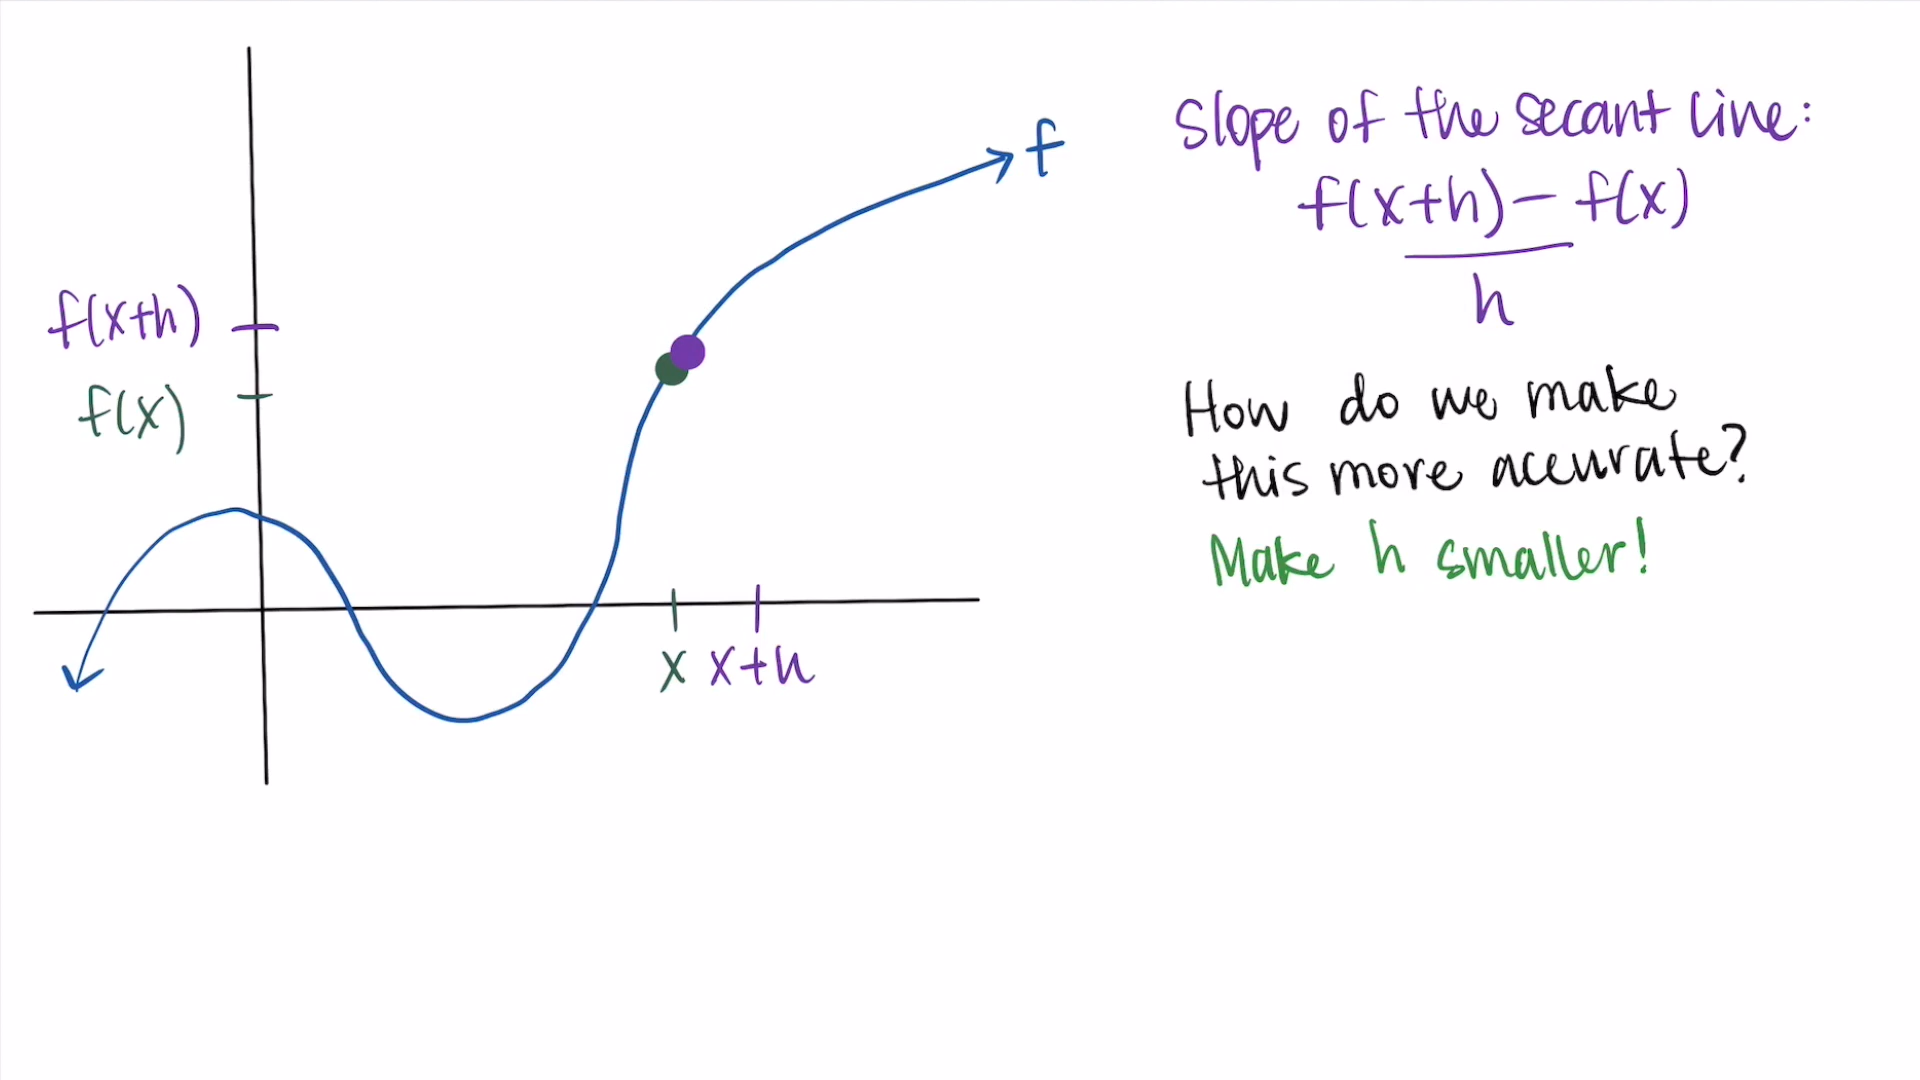 f
f(x+h)
f(x)
x x+h
Slope of the secant line:
f(x+h) – f(x)
h
How do we make
this more accurate?
Make h smaller!